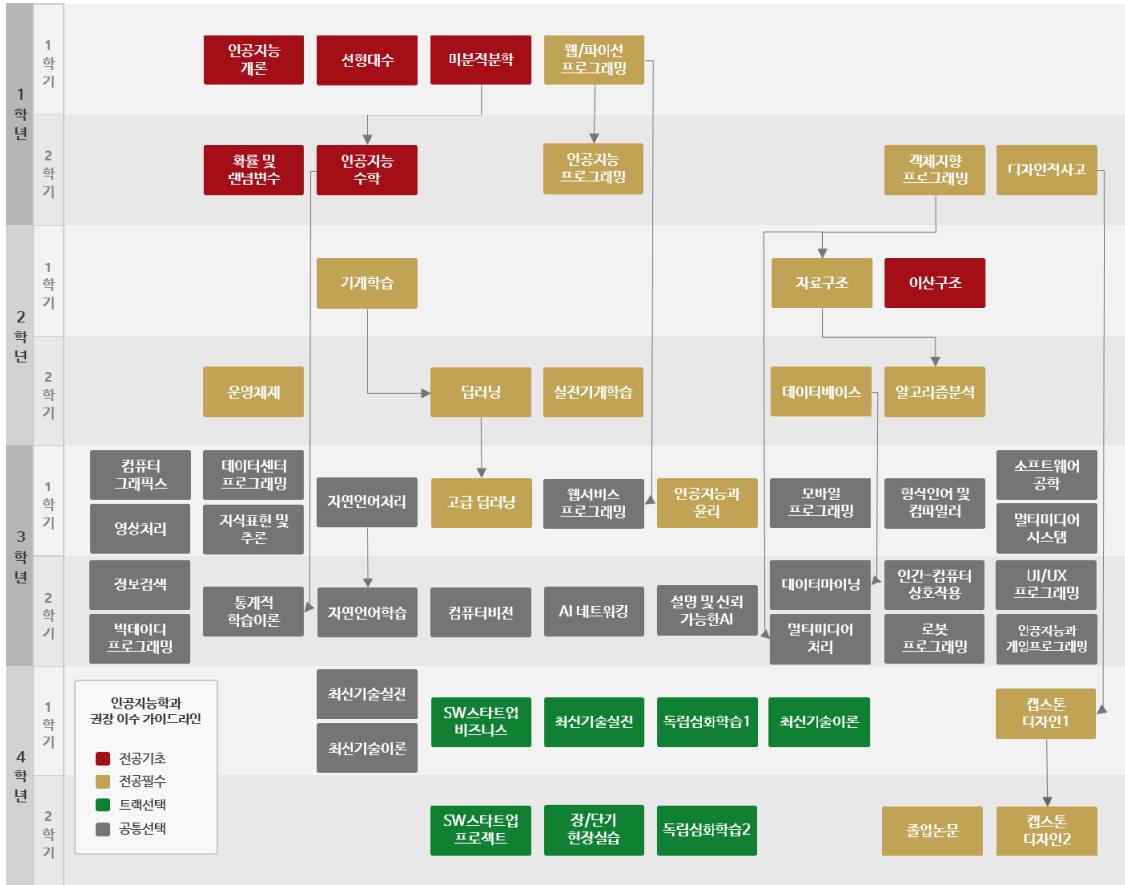 1
학
년
1
학
기
인공지능
개론
선형대수
미분적분학
웹/파이선
프로그래밍
2
학
기
확률 및
랜덤변수
인공지능
수학
인공지능
프로그래밍
객체지향
프로그래밍
디자인적사고
2
학
년
1
학
기
기계학습
자료구조
이산구조
2
학
기
운영체제
딥러닝
실전기계학습
데이터베이스
알고리즘분석
3
학
년
1
학
기
컴퓨터
그래픽스
데이터센터
프로그래밍
영상처리
지식표현 및
추론
자연언어처리
고급 딥러닝
웹서비스
프로그래밍
인공지능과
윤리
모바일
프로그래밍
형식인어 및
컴파일러
소프트웨어
공학
멀티미디어
시스템
2
학
기
정보검색
빅데이디
프로그래밍
통계적
학습이론
자연언어학습
컴퓨터비젼
AI 네트워킹
설명 및 신뢰
가능한AI
데이터마이닝
멀티미디어
처리
인간-컴퓨터
상호작용
로봇
프로그래밍
UI/UX
프로그래밍
인공지능과
게임프로그래밍
4
학
년
1
학
기
최신기술실전
최신기술이론
SW스타트업
비즈니스
최신기술실진
독립심화학습1
최신기술이론
캡스톤
디자인1
2
학
기
SW스타트업
프로젝트
장/단기
현장실습
독립심화학습2
졸업논문
캡스톤
디자인2
인공지능학과
권장 이수 가이드라인
전공기초
전공필수
트랙선택
공통선택